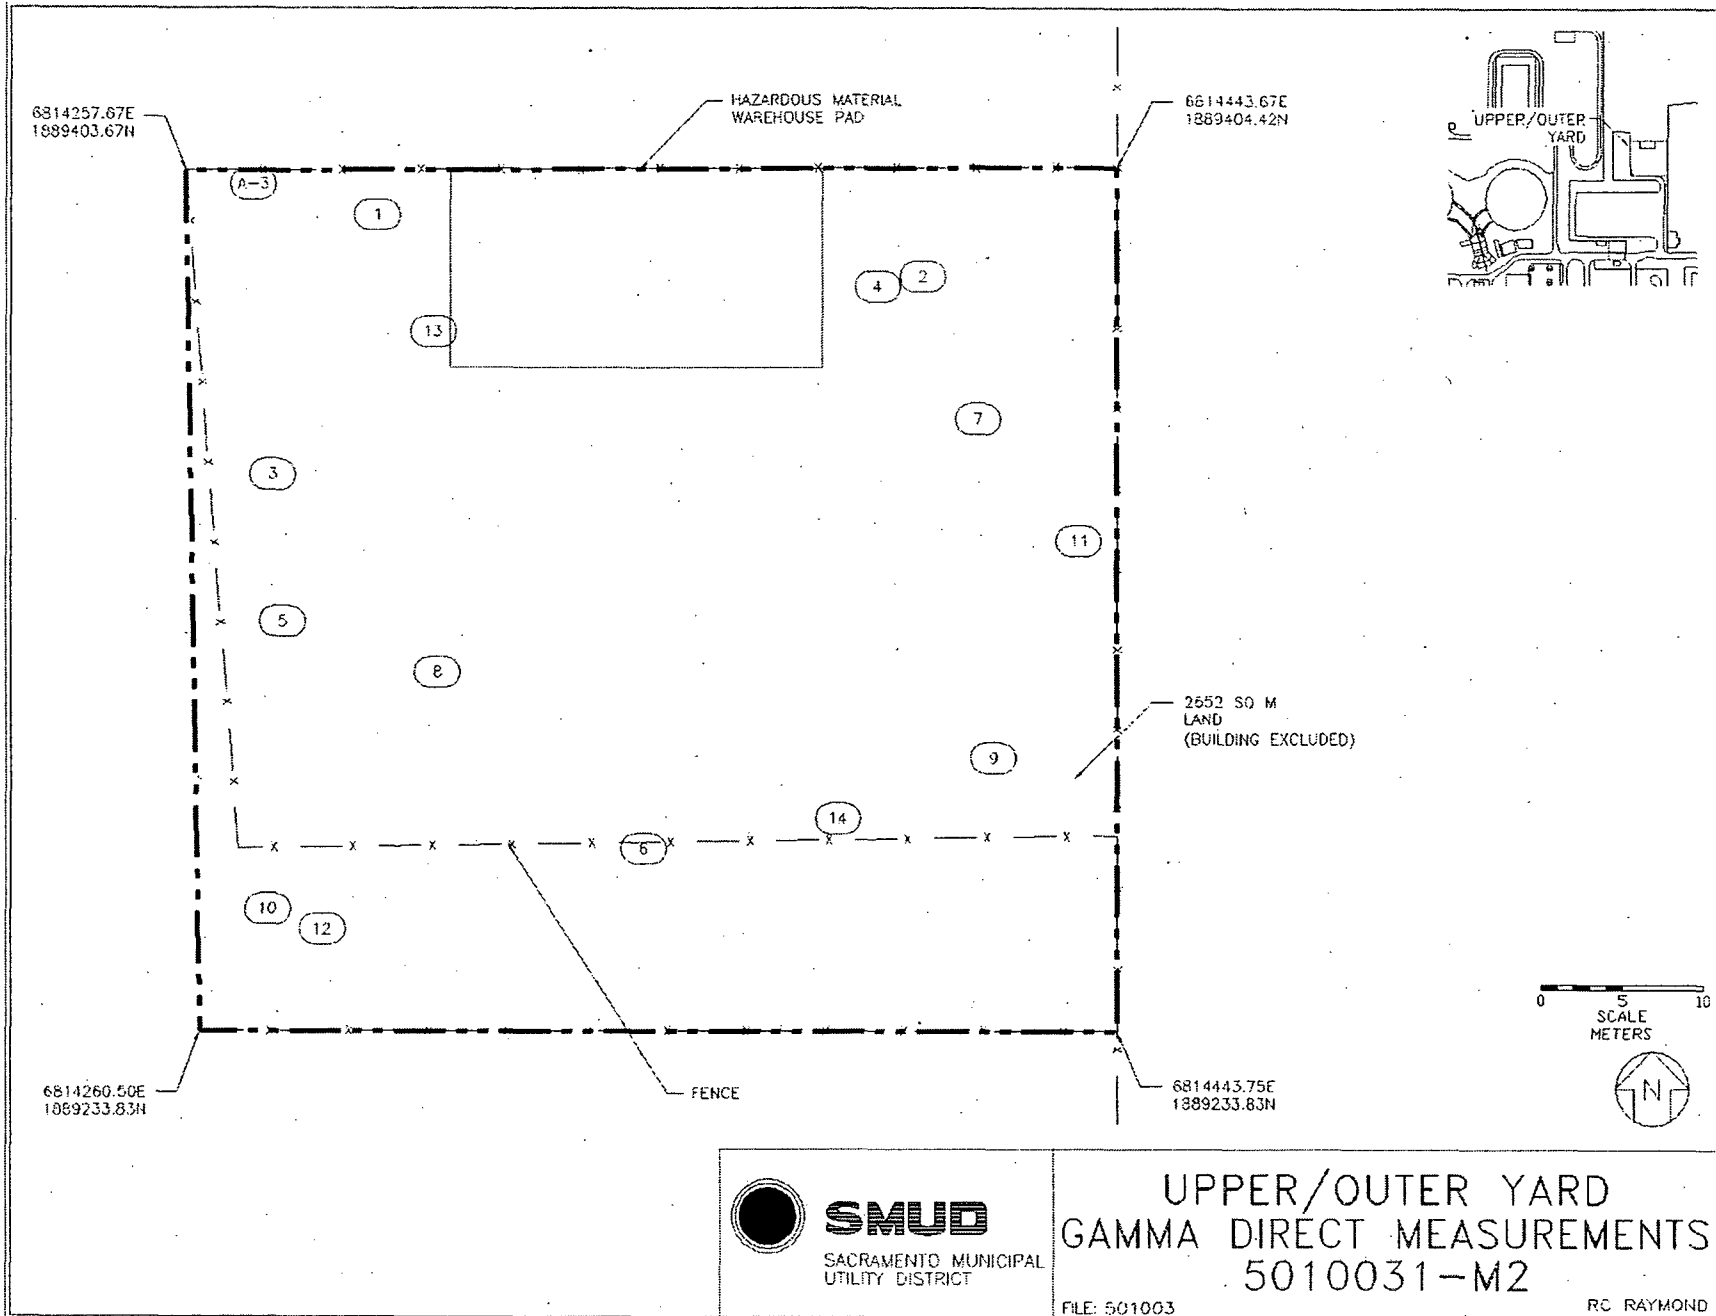 6814257.67E
1889403.67N
HAZARDOUS MATERIAL
WAREHOUSE PAD
6814443.67E
1889404.42N
UPPER/OUTER
YARD
A-3
1
2
4
13
7
3
11
5
8
2652 SQ M
LAND
(BUILDING EXCLUDED)
9
14
6
10
12
0 5 10
SCALE
METERS
N
6814260.50E
1889233.83N
FENCE
6814443.75E
1889233.83N
SMUD
SACRAMENTO MUNICIPAL
UTILITY DISTRICT
UPPER/OUTER YARD
GAMMA DIRECT MEASUREMENTS
5010031-M2
FILE: 501003
RC RAYMOND